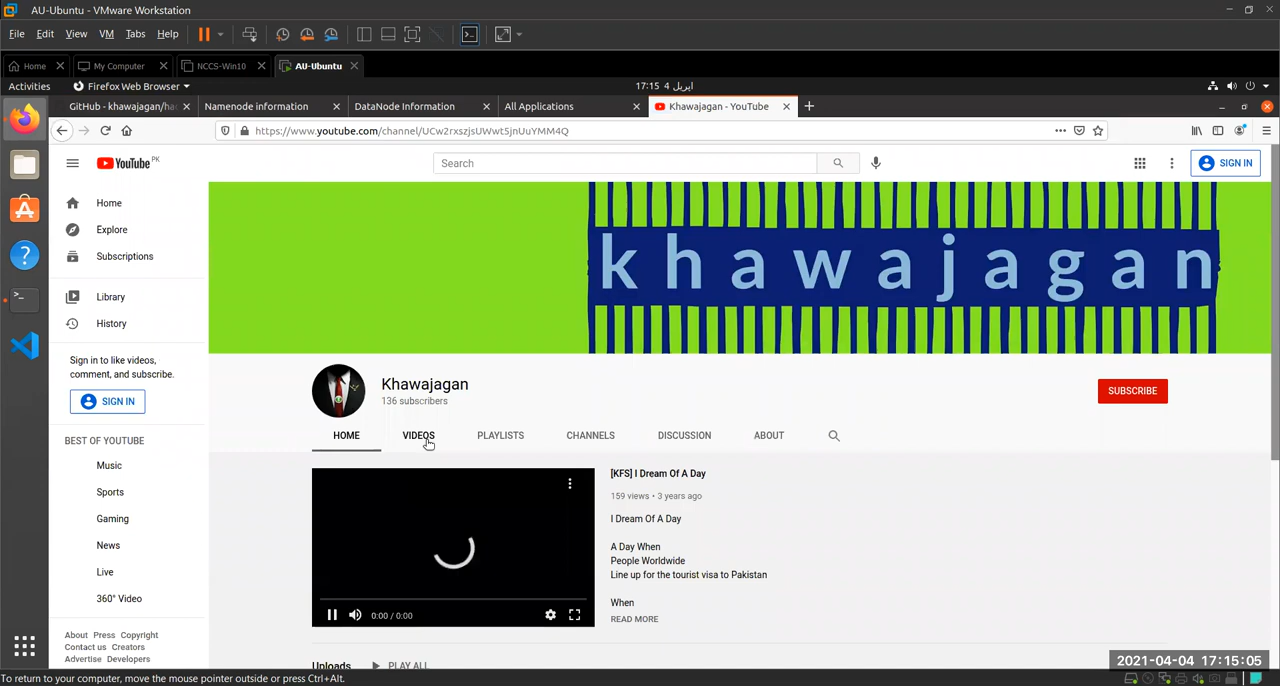 AU-Ubuntu - VMware Workstation
File Edit View VM Tabs Help
Home My Computer NCCS-Win10 AU-Ubuntu
Activities Firefox Web Browser 17:15 4 اپریل
GitHub - khawajagan/ha Namenode information DataNode Information All Applications Khawajagan - YouTube
https://www.youtube.com/channel/UCw2rxszjsUWwt5jnUuYMM4Q
YouTube PK Search SIGN IN
Home
Explore
Subscriptions
Library
History
Sign in to like videos,
comment, and subscribe.
SIGN IN
BEST OF YOUTUBE
Music
Sports
Gaming
News
Live
360° Video
About Press Copyright
Contact us Creators
Advertise Developers
khawajagan
Khawajagan
136 subscribers
SUBSCRIBE
HOME VIDEOS PLAYLISTS CHANNELS DISCUSSION ABOUT
0:00 / 0:00
[KFS] I Dream Of A Day
159 views • 3 years ago
I Dream Of A Day
A Day When
People Worldwide
Line up for the tourist visa to Pakistan
When
READ MORE
Uploads PLAY ALL
2021-04-04 17:15:05
To return to your computer, move the mouse pointer outside or press Ctrl+Alt.